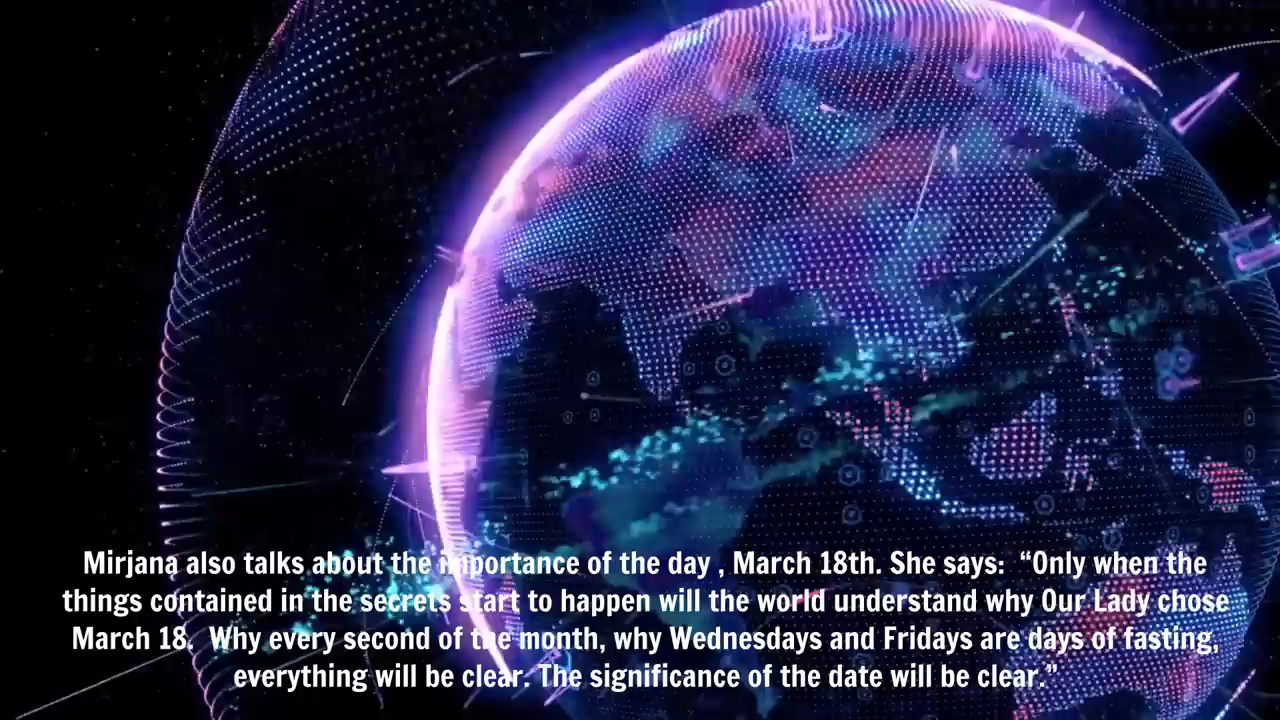 Mirjana also talks about the importance of the day , March 18th. She says:  “Only when the
things contained in the secrets start to happen will the world understand why Our Lady chose
March 18.  Why every second of the month, why Wednesdays and Fridays are days of fasting,
everything will be clear. The significance of the date will be clear.”